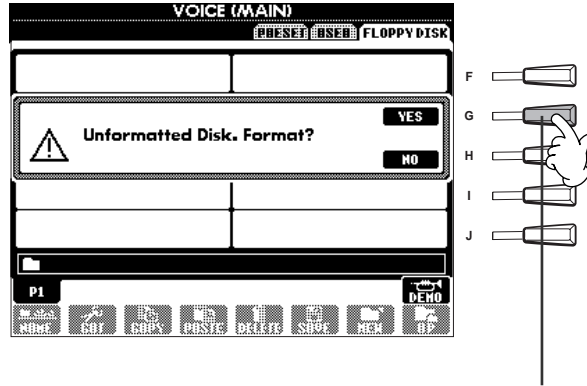 VOICE (MAIN)
PRESET USER FLOPPY DISK
F
YES
G
Unformatted Disk. Format?
NO
H
I
J
P1
DEMO
NAME CUT COPY PASTE DELETE SAVE NEW UP